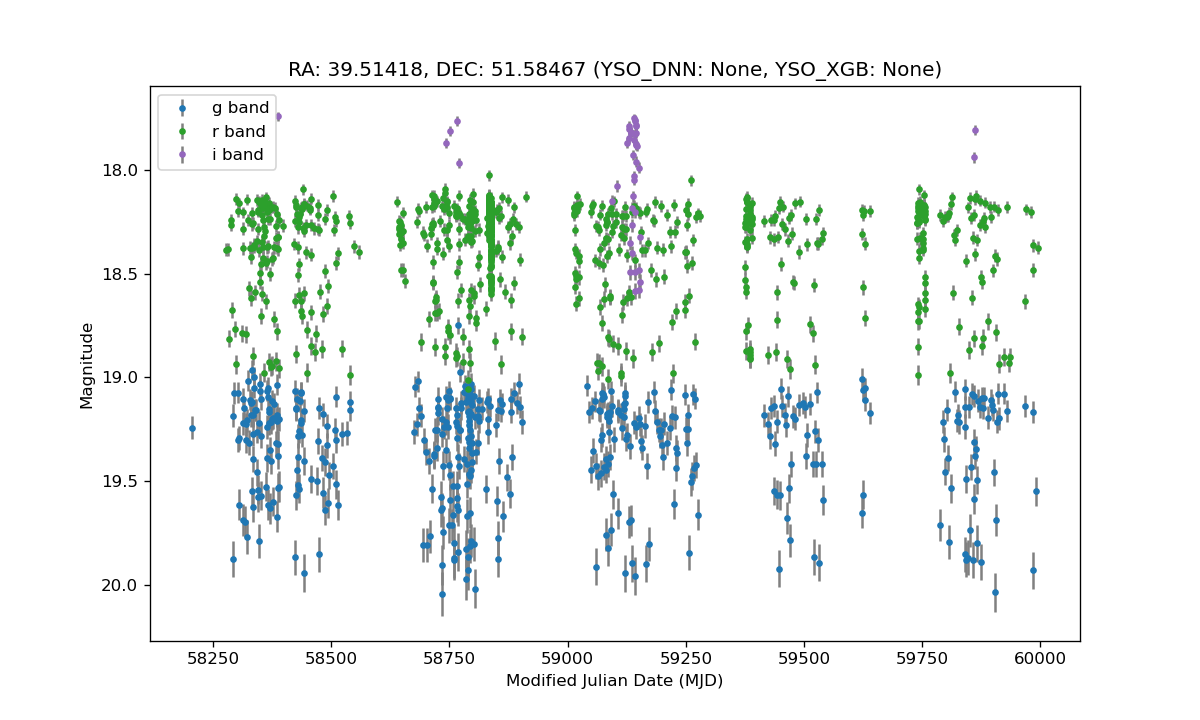 RA: 39.51418, DEC: 51.58467 (YSO_DNN: None, YSO_XGB: None)
g band
r band
i band
18.0
18.5
19.0
19.5
20.0
Magnitude
58250 58500 58750 59000 59250 59500 59750 60000
Modified Julian Date (MJD)